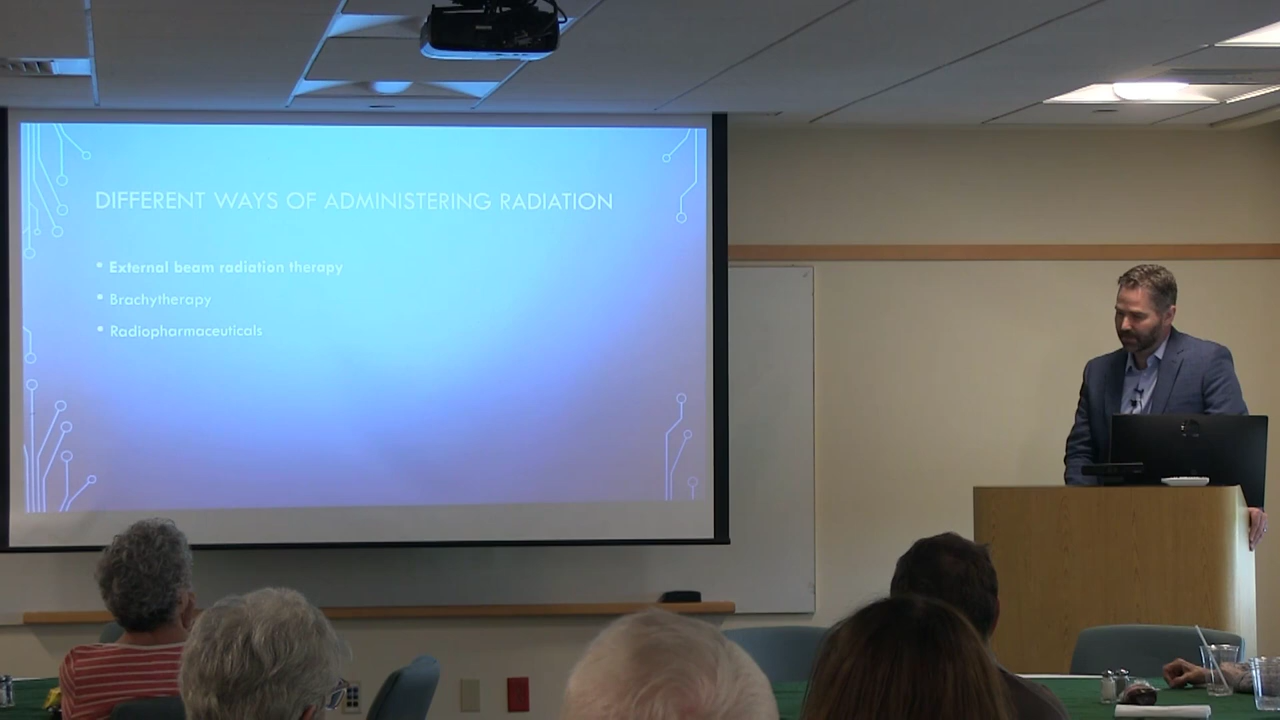 DIFFERENT WAYS OF ADMINISTERING RADIATION
• External beam radiation therapy
• Brachytherapy
• Radiopharmaceuticals